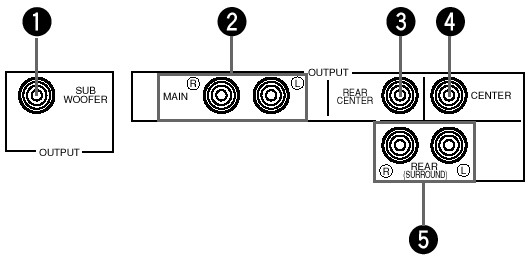 1
2
3
4
SUB
WOOFER
OUTPUT
OUTPUT
MAIN
R
L
REAR
CENTER
CENTER
REAR
(SURROUND)
R
L
5